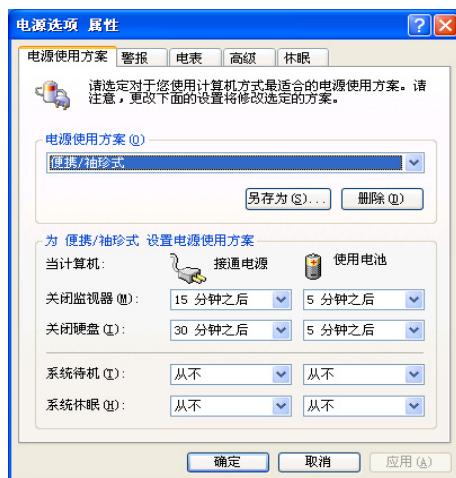 电源选项 属性
电源使用方案 警报 电表 高级 休眠
请选定对于您使用计算机方式最适合的电源使用方案。请
注意，更改下面的设置将修改选定的方案。
电源使用方案(O)
便携/袖珍式
另存为(S)... 删除(D)
为 便携/袖珍式 设置电源使用方案
当计算机: 接通电源 使用电池
关闭监视器(M): 15 分钟之后 5 分钟之后
关闭硬盘(I): 30 分钟之后 5 分钟之后
系统待机(T): 从不 从不
系统休眠(H): 从不 从不
确定 取消 应用(A)